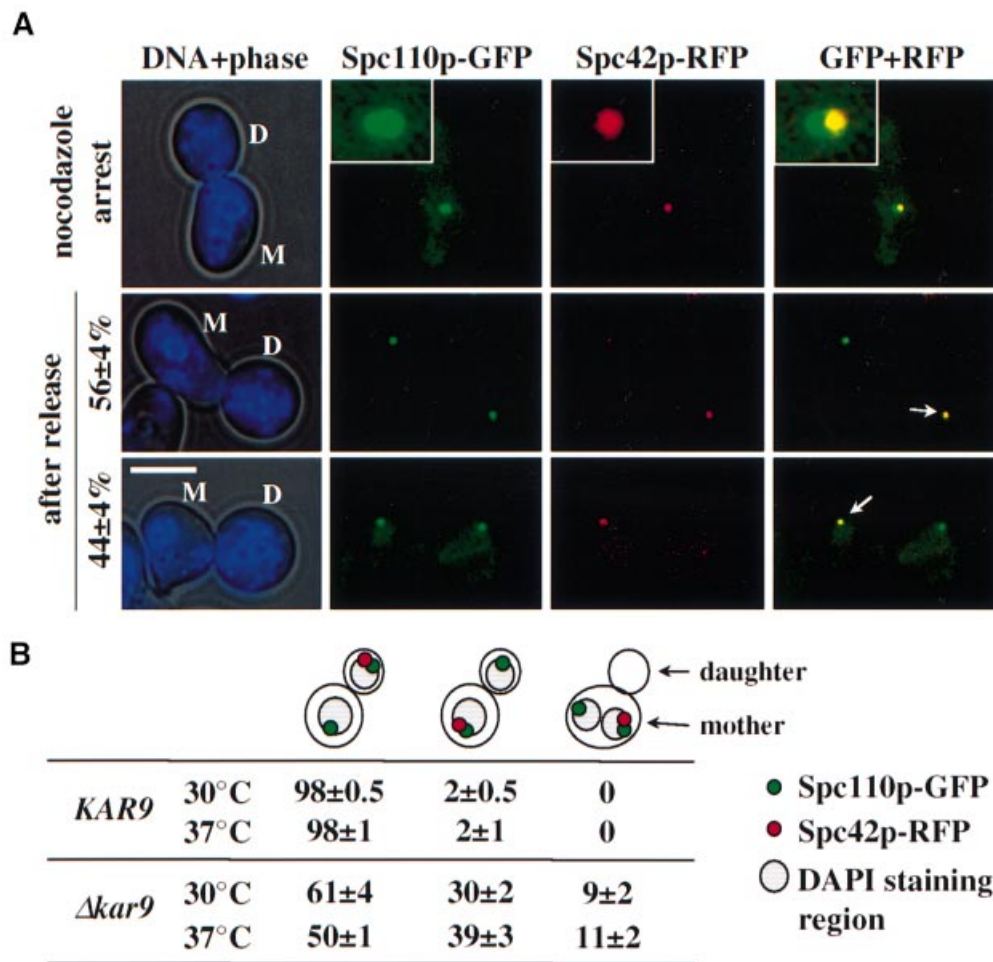 A
DNA+phase Spc110p-GFP Spc42p-RFP GFP+RFP
nocodazole
arrest
D
M
after release
56±4%
M
D
44±4%
M
D
B
daughter
mother
KAR9 30°C 98±0.5 2±0.5 0
37°C 98±1 2±1 0
Δkar9 30°C 61±4 30±2 9±2
37°C 50±1 39±3 11±2
Spc110p-GFP
Spc42p-RFP
DAPI staining
region